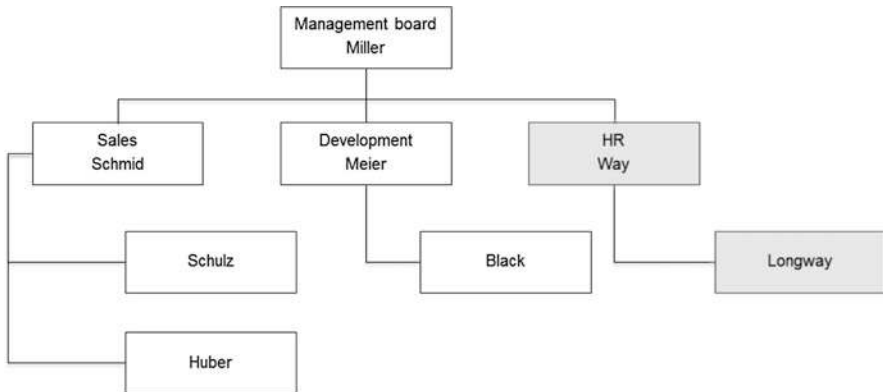 Management board
Miller
Sales
Schmid
Development
Meier
HR
Way
Schulz
Black
Longway
Huber